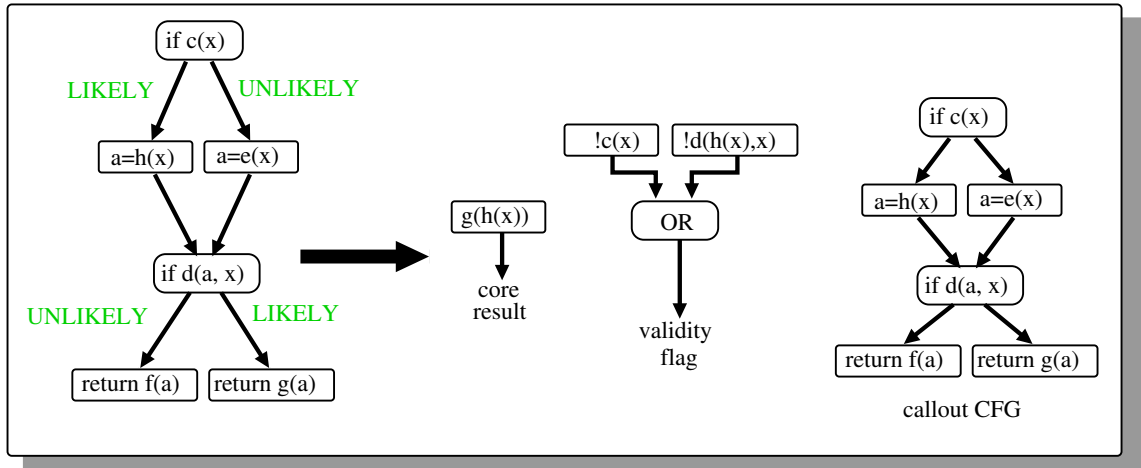 if c(x)
LIKELY
UNLIKELY
a=h(x)
a=e(x)
if d(a, x)
UNLIKELY
LIKELY
return f(a)
return g(a)
g(h(x))
core
result
!c(x)
!d(h(x),x)
OR
validity
flag
if c(x)
a=h(x)
a=e(x)
if d(a, x)
return f(a)
return g(a)
callout CFG